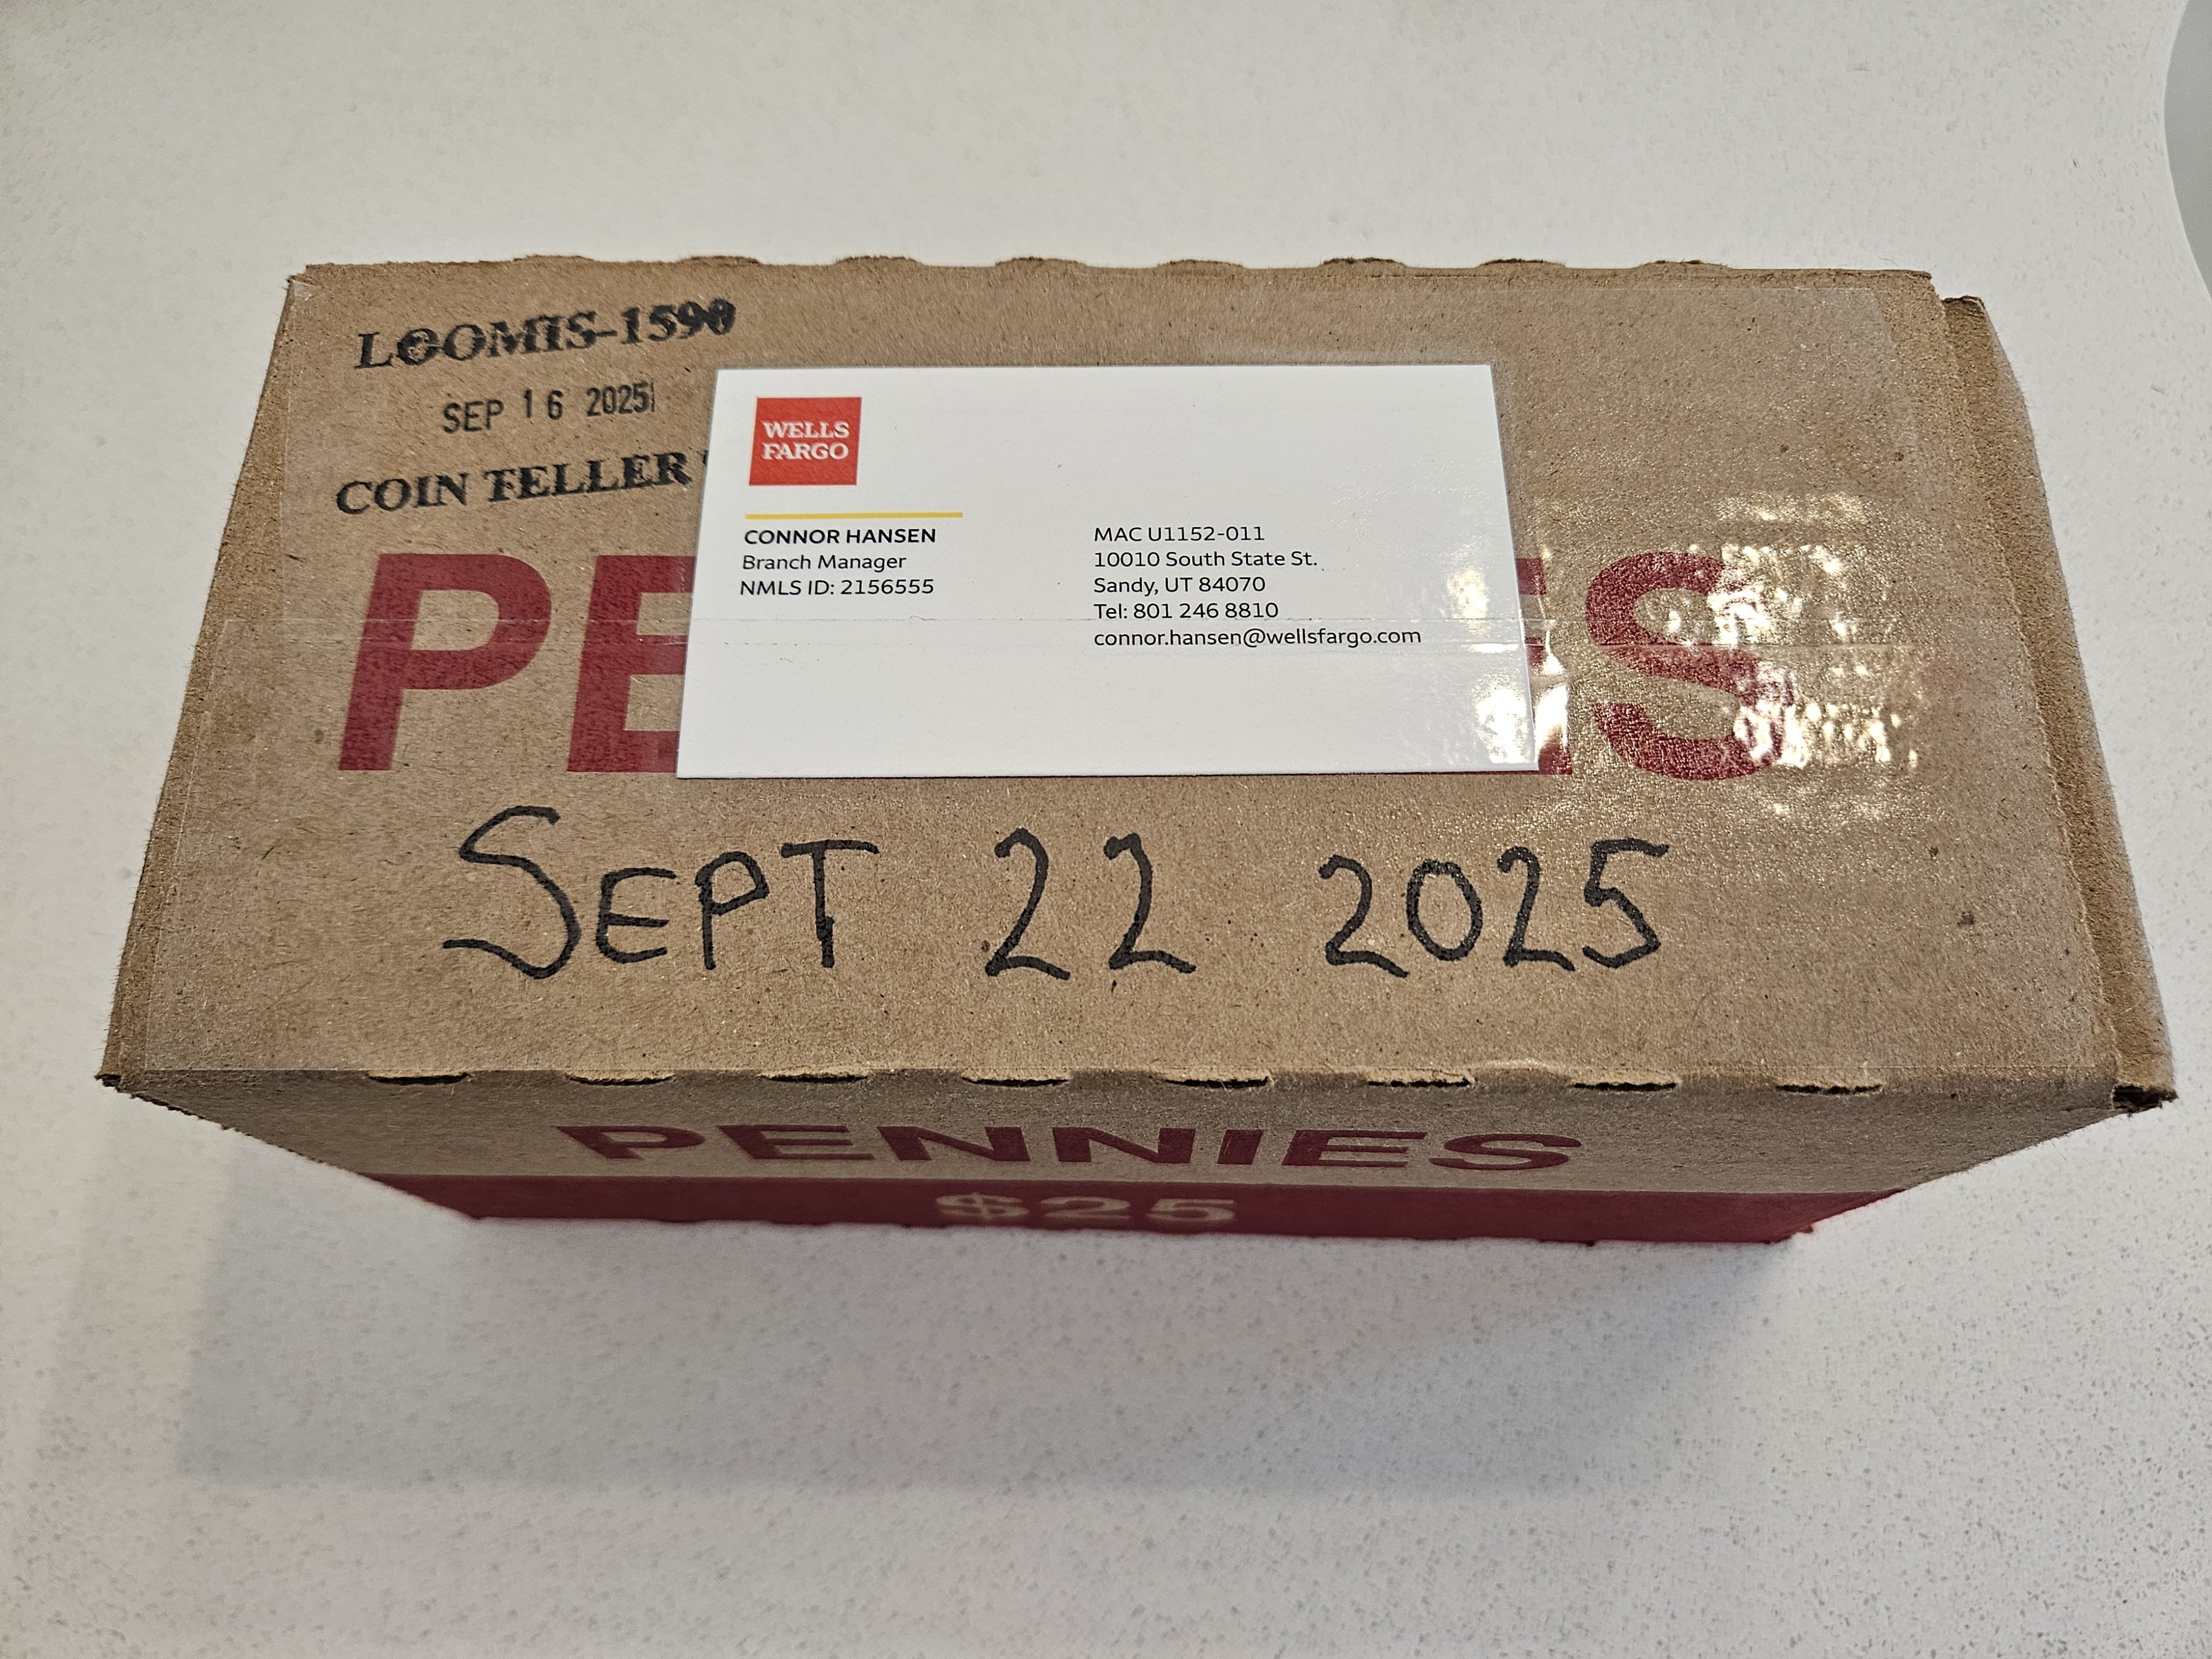 LOOMIS-1590
SEP 16 2025
COIN TELLER
WELLS
FARGO
CONNOR HANSEN
Branch Manager
NMLS ID: 2156555
MAC U1152-011
10010 South State St.
Sandy, UT 84070
Tel: 801 246 8810
connor.hansen@wellsfargo.com
PE ES
SEPT 22 2025
PENNIES
$25